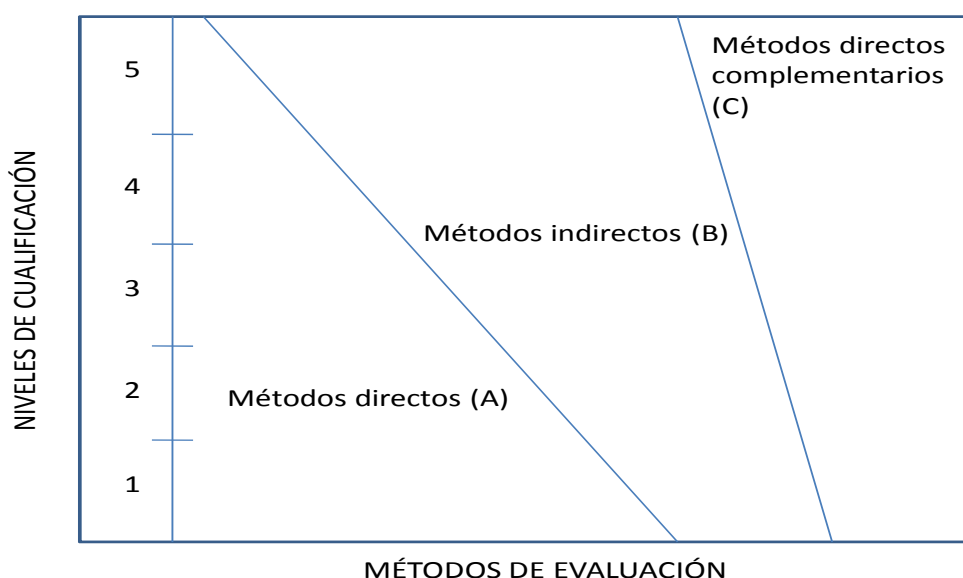 NIVELES DE CUALIFICACIÓN
5
4
3
2
1
Métodos directos
complementarios
(C)
Métodos indirectos (B)
Métodos directos (A)
MÉTODOS DE EVALUACIÓN